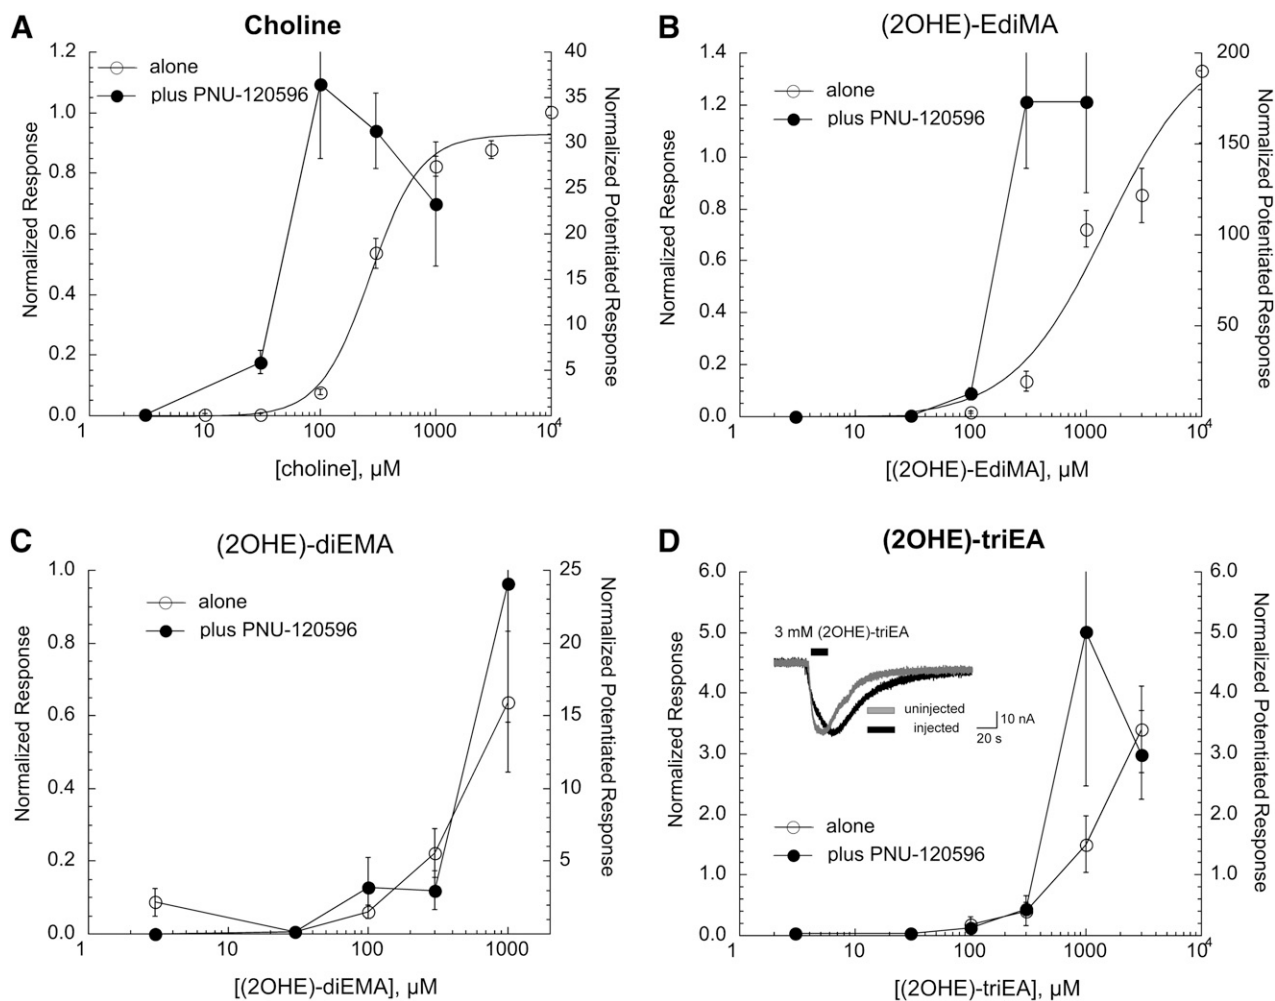 A
Choline
1.2
1.0
0.8
0.6
0.4
0.2
0.0
Normalized Response
40
35
30
25
20
15
10
5
Normalized Potentiated Response
alone
plus PNU-120596
1 10 100 1000 10⁴
[choline], µM
B
(2OHE)-EdiMA
1.4
1.2
1.0
0.8
0.6
0.4
0.2
0.0
Normalized Response
200
150
100
50
Normalized Potentiated Response
alone
plus PNU-120596
1 10 100 1000 10⁴
[(2OHE)-EdiMA], µM
C
(2OHE)-diEMA
1.0
0.8
0.6
0.4
0.2
0.0
Normalized Response
25
20
15
10
5
Normalized Potentiated Response
alone
plus PNU-120596
1 10 100 1000
[(2OHE)-diEMA], µM
D
(2OHE)-triEA
6.0
5.0
4.0
3.0
2.0
1.0
0.0
Normalized Response
6.0
5.0
4.0
3.0
2.0
1.0
Normalized Potentiated Response
3 mM (2OHE)-triEA
uninjected
injected
10 nA
20 s
alone
plus PNU-120596
1 10 100 1000 10⁴
[(2OHE)-triEA], µM